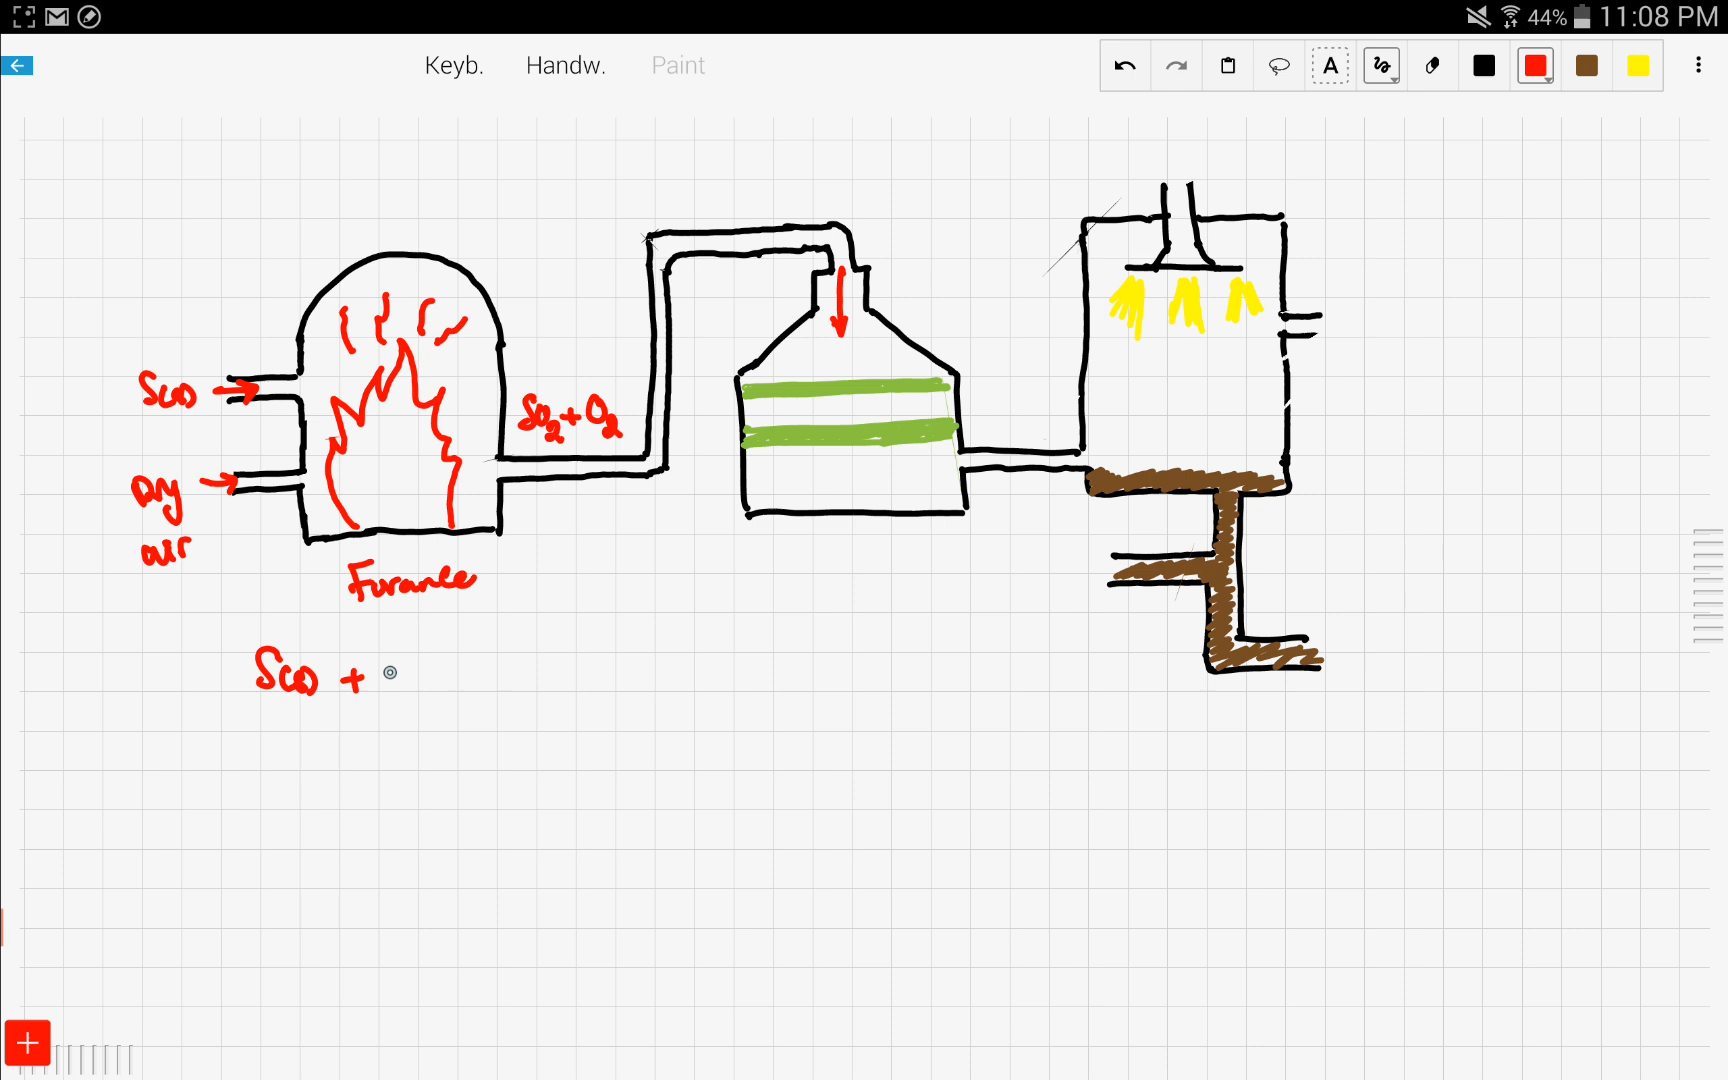 44% 11:08 PM
Keyb. Handw. Paint A
S(s)
SO2+O2
Dry
air
Furance
S(s) +